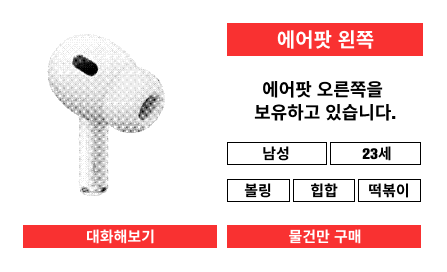 에어팟 왼쪽
에어팟 오른쪽을
보유하고 있습니다.
남성
23세
볼링
힙합
떡볶이
대화해보기
물건만 구매